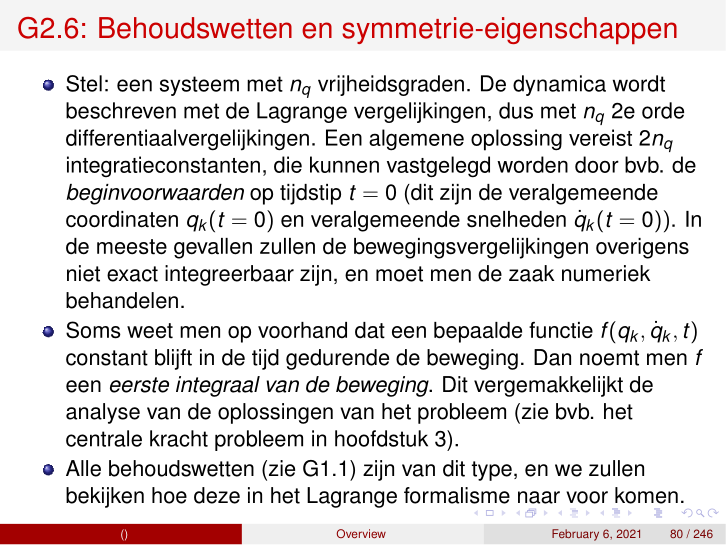 G2.6: Behoudswetten en symmetrie-eigenschappen
Stel: een systeem met n_q vrijheidsgraden. De dynamica wordt
beschreven met de Lagrange vergelijkingen, dus met n_q 2e orde
differentiaalvergelijkingen. Een algemene oplossing vereist 2n_q
integratieconstanten, die kunnen vastgelegd worden door bvb. de
beginvoorwaarden op tijdstip t = 0 (dit zijn de veralgemeende
coordinaten q_k(t = 0) en veralgemeende snelheden q̇_k(t = 0)). In
de meeste gevallen zullen de bewegingsvergelijkingen overigens
niet exact integreerbaar zijn, en moet men de zaak numeriek
behandelen.
Soms weet men op voorhand dat een bepaalde functie f(q_k, q̇_k, t)
constant blijft in de tijd gedurende de beweging. Dan noemt men f
een eerste integraal van de beweging. Dit vergemakkelijkt de
analyse van de oplossingen van het probleem (zie bvb. het
centrale kracht probleem in hoofdstuk 3).
Alle behoudswetten (zie G1.1) zijn van dit type, en we zullen
bekijken hoe deze in het Lagrange formalisme naar voor komen.
() Overview February 6, 2021 80 / 246